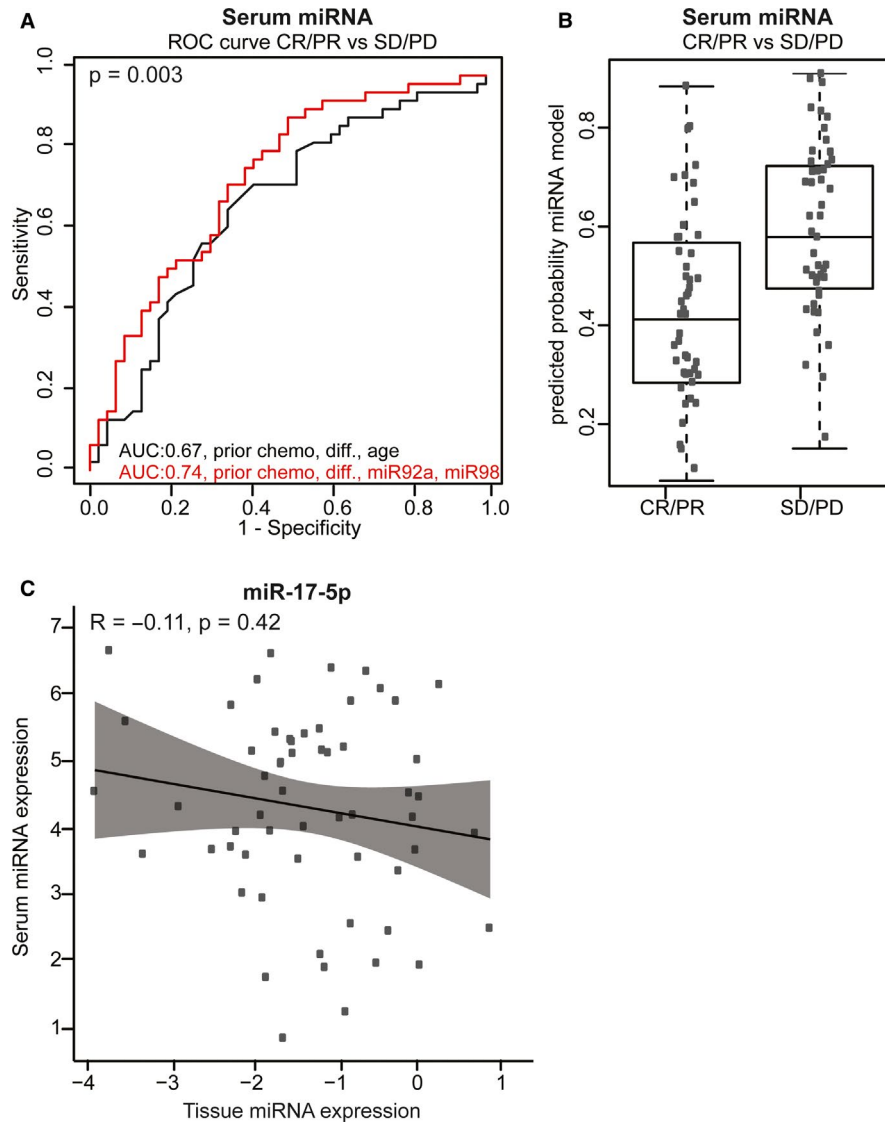 A
Serum miRNA
ROC curve CR/PR vs SD/PD
p = 0.003
1.0
0.8
0.6
0.4
0.2
0.0
Sensitivity
AUC:0.67, prior chemo, diff., age
AUC:0.74, prior chemo, diff., miR92a, miR98
0.0 0.2 0.4 0.6 0.8 1.0
1 - Specificity
B
Serum miRNA
CR/PR vs SD/PD
predicted probability miRNA model
0.8
0.6
0.4
0.2
CR/PR SD/PD
C
miR-17-5p
R = −0.11, p = 0.42
7
6
5
4
3
2
1
Serum miRNA expression
−4 −3 −2 −1 0 1
Tissue miRNA expression